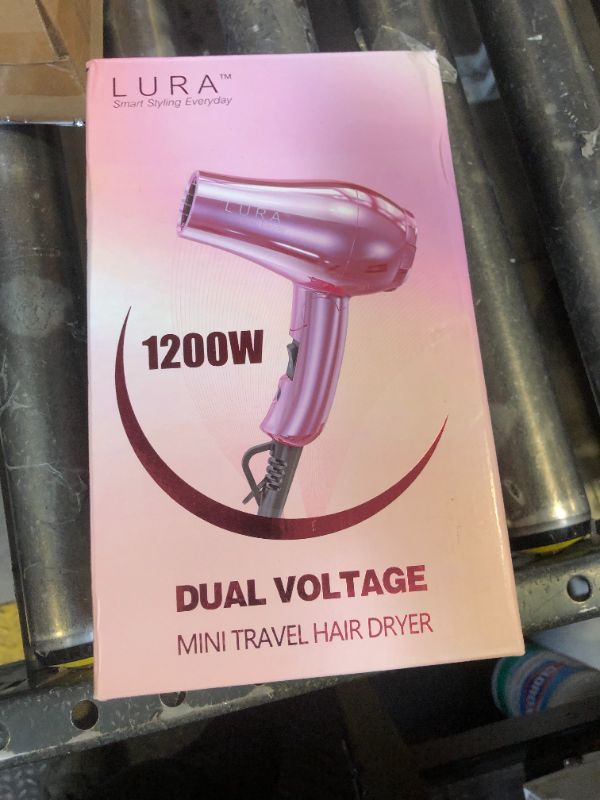 LURA™
Smart Styling Everyday
LURA
1200W
DUAL VOLTAGE
MINI TRAVEL HAIR DRYER